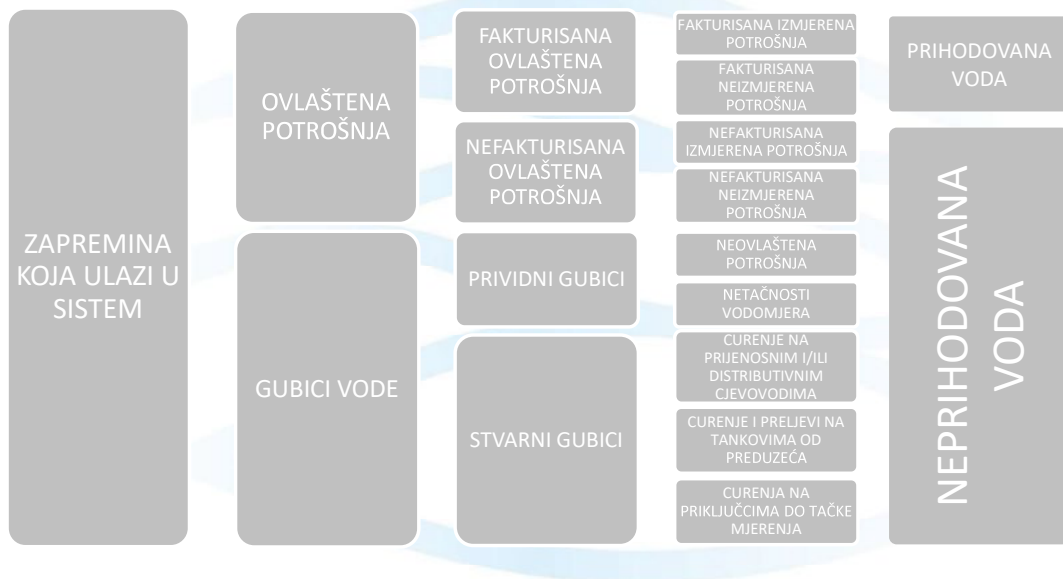 ZAPREMINA
KOJA ULAZI U
SISTEM
OVLAŠTENA
POTROŠNJA
GUBICI VODE
FAKTURISANA
OVLAŠTENA
POTROŠNJA
NEFAKTURISANA
OVLAŠTENA
POTROŠNJA
PRIVIDNI GUBICI
STVARNI GUBICI
FAKTURISANA IZMJERENA
POTROŠNJA
FAKTURISANA
NEIZMJERENA
POTROŠNJA
NEFAKTURISANA
IZMJERENA POTROŠNJA
NEFAKTURISANA
NEIZMJERENA
POTROŠNJA
NEOVLAŠTENA
POTROŠNJA
NETAČNOSTI
VODOMJERA
CURENJE NA
PRIJENOSNIM I/ILI
DISTRIBUTIVNIM
CJEVOVODIMA
CURENJE I PRELJEVI NA
TANKOVIMA OD
PREDUZEĆA
CURENJA NA
PRIKLJUČCIMA DO TAČKE
MJERENJA
PRIHODOVANA
VODA
NEPRIHODOVANA
VODA